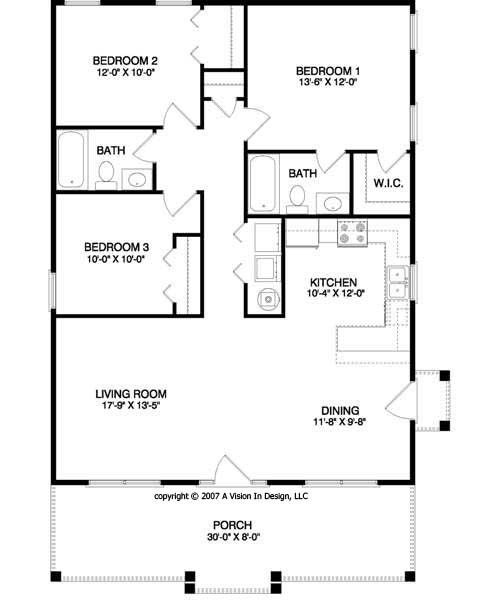 BEDROOM 2
12'-0" X 10'-0"
BEDROOM 1
13'-6" X 12'-0"
BATH
BATH
W.I.C.
BEDROOM 3
10'-0" X 10'-0"
KITCHEN
10'-4" X 12'-0"
LIVING ROOM
17'-9" X 13'-5"
DINING
11'-8" X 9'-8"
copyright © 2007 A Vision In Design, LLC
PORCH
30'-0" X 8'-0"